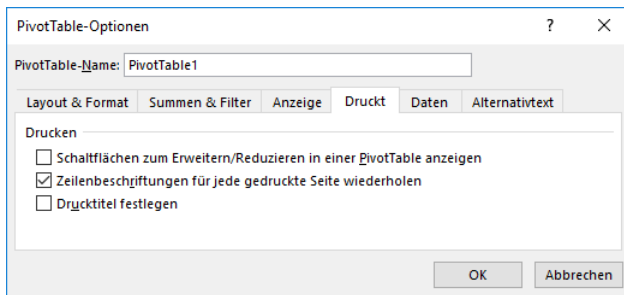 PivotTable-Optionen ? X
PivotTable-Name: PivotTable1
Layout & Format Summen & Filter Anzeige Druckt Daten Alternativtext
Drucken
Schaltflächen zum Erweitern/Reduzieren in einer PivotTable anzeigen
Zeilenbeschriftungen für jede gedruckte Seite wiederholen
Drucktitel festlegen
OK Abbrechen